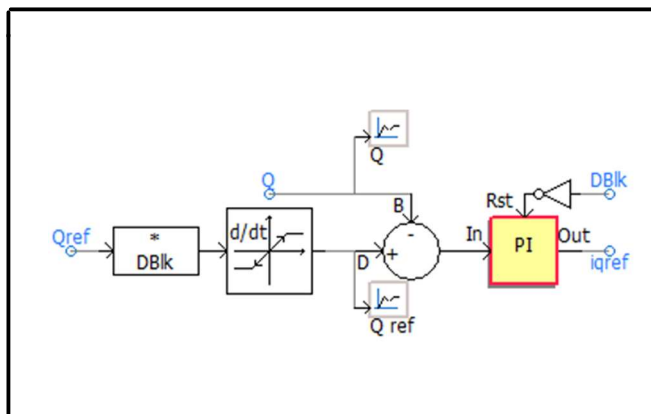 Q
Q
B
-
Rst
DBlk
Qref
*
DBlk
d/dt
D
+
In
PI
Out
iqref
Q ref